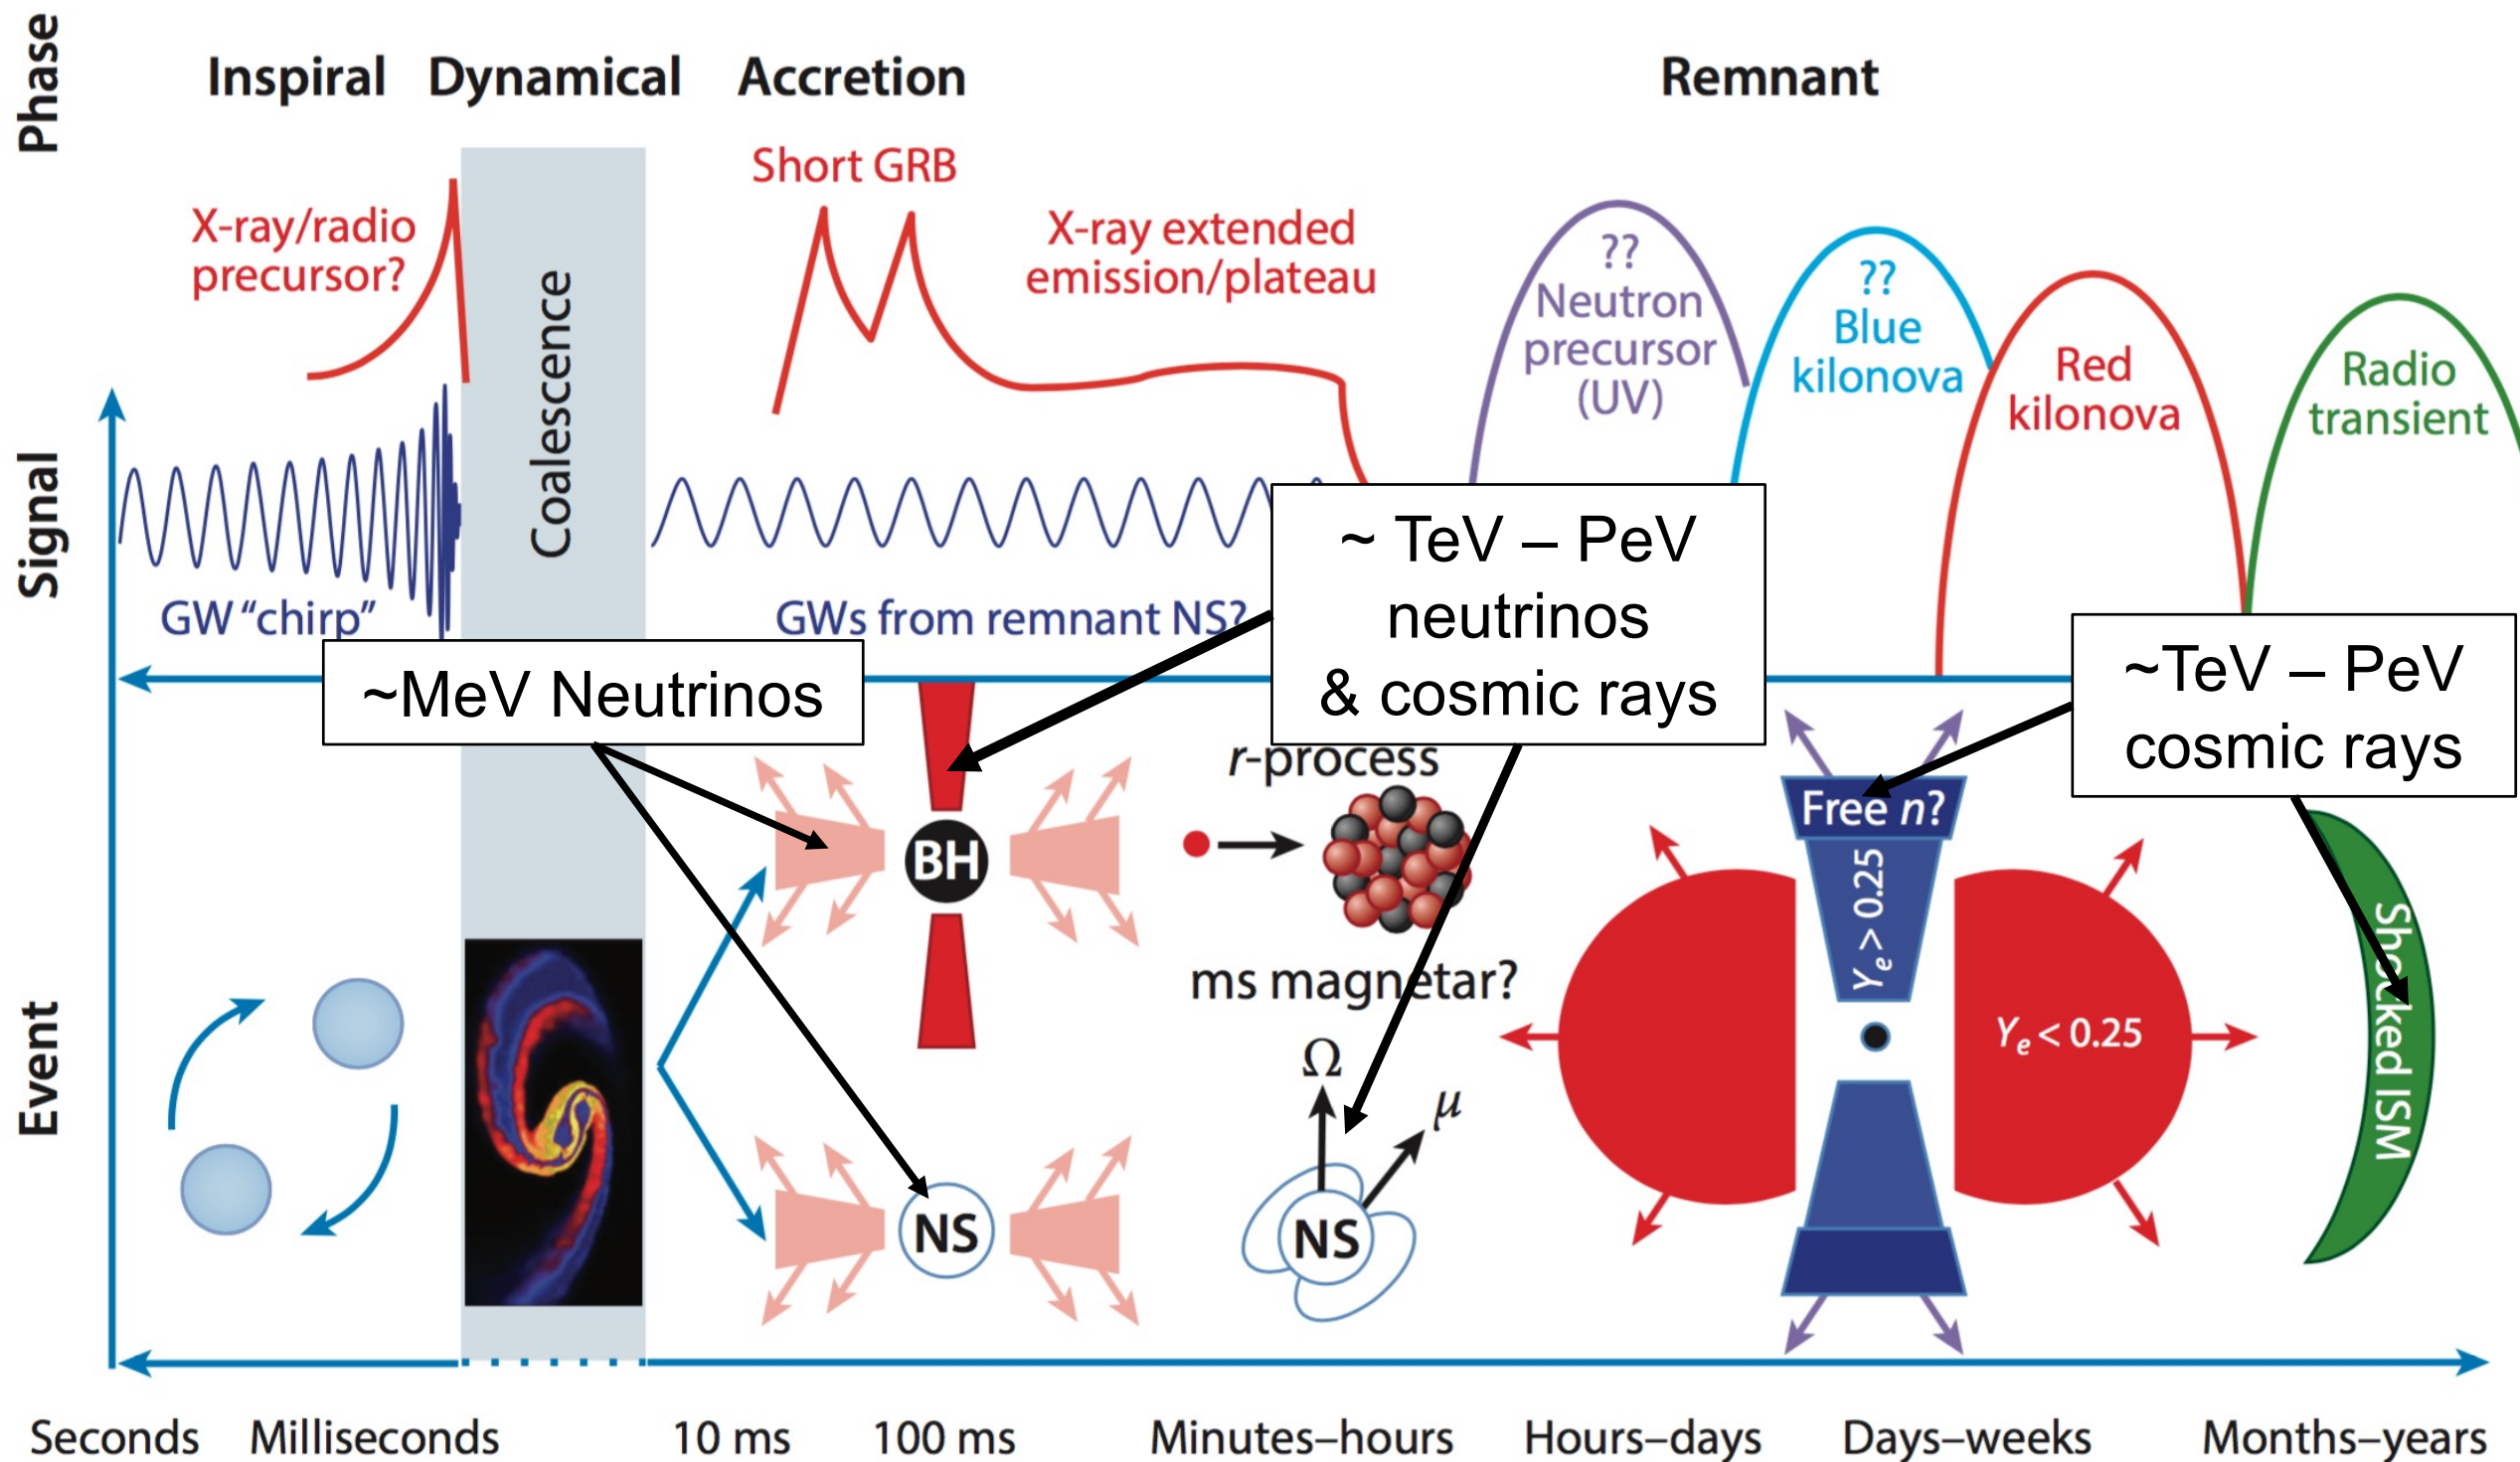 Phase
Inspiral
Dynamical
Accretion
Remnant
Signal
X-ray/radio
precursor?
Coalescence
Short GRB
X-ray extended
emission/plateau
??
Neutron
precursor
(UV)
??
Blue
kilonova
Red
kilonova
Radio
transient
GW “chirp”
GWs from remnant NS?
~MeV Neutrinos
~ TeV – PeV
neutrinos
& cosmic rays
~TeV – PeV
cosmic rays
Event
BH
r-process
ms magnetar?
Ω
μ
NS
NS
Free n?
Ye > 0.25
Ye < 0.25
Shocked ISM
Seconds
Milliseconds
10 ms
100 ms
Minutes–hours
Hours–days
Days–weeks
Months–years